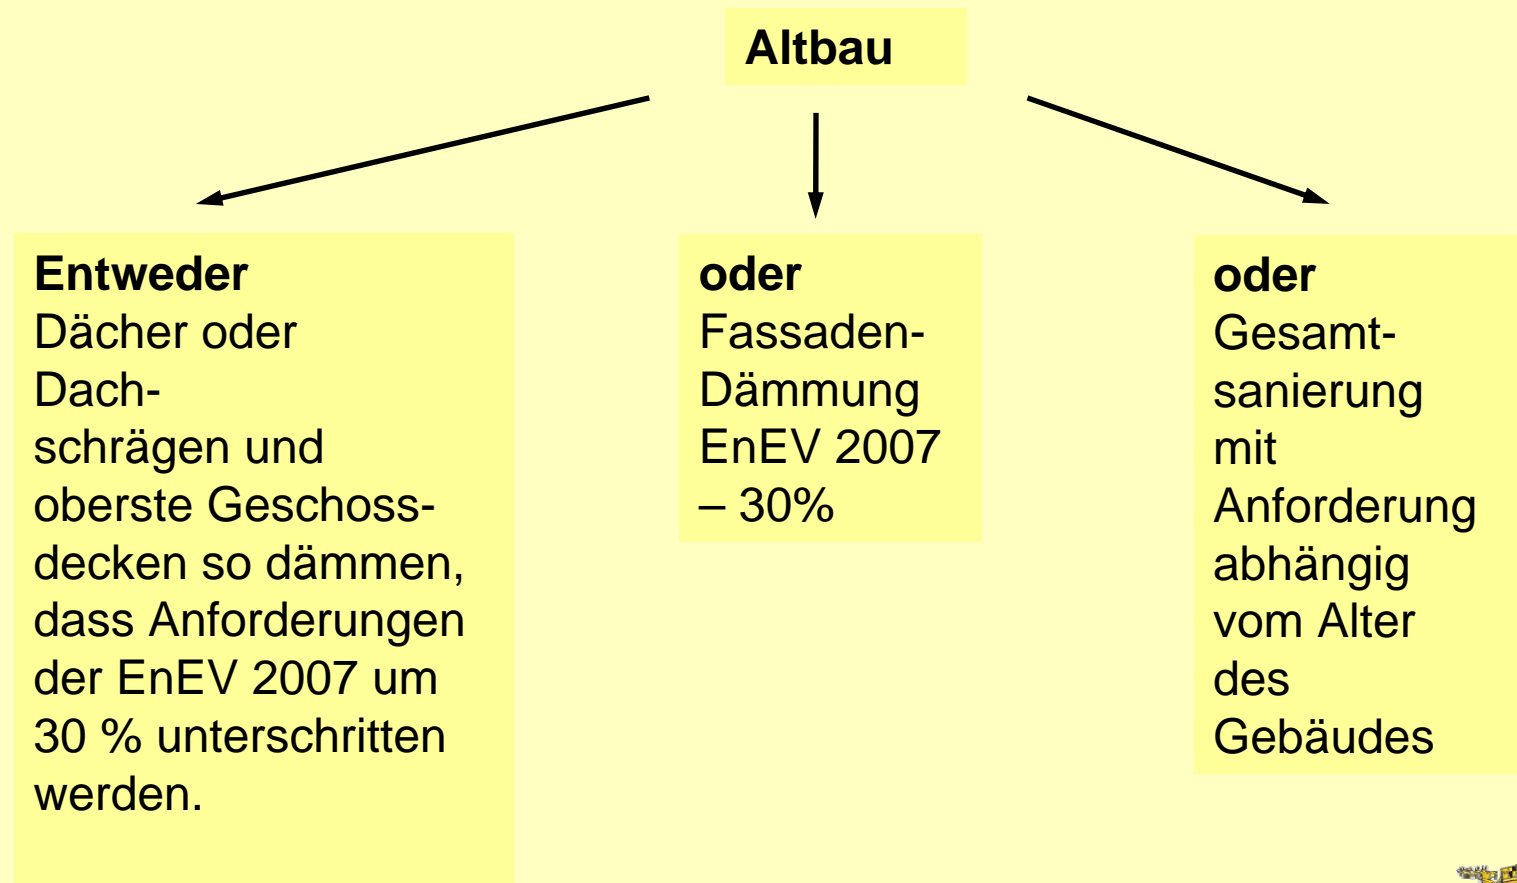 Altbau
Entweder
Dächer oder
Dach-
schrägen und
oberste Geschoss-
decken so dämmen,
dass Anforderungen
der EnEV 2007 um
30 % unterschritten
werden.
oder
Fassaden-
Dämmung
EnEV 2007
– 30%
oder
Gesamt-
sanierung
mit
Anforderung
abhängig
vom Alter
des
Gebäudes